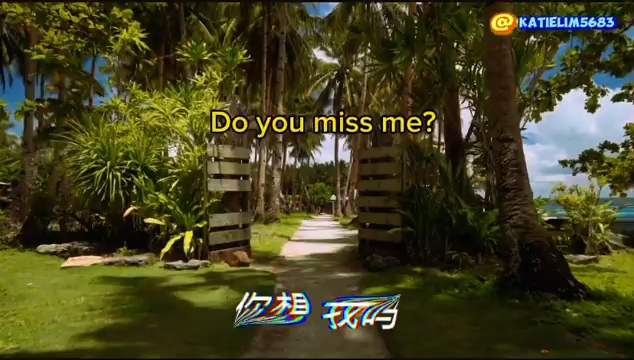 @KATIELIM5683
Do you miss me?
你想 我吗